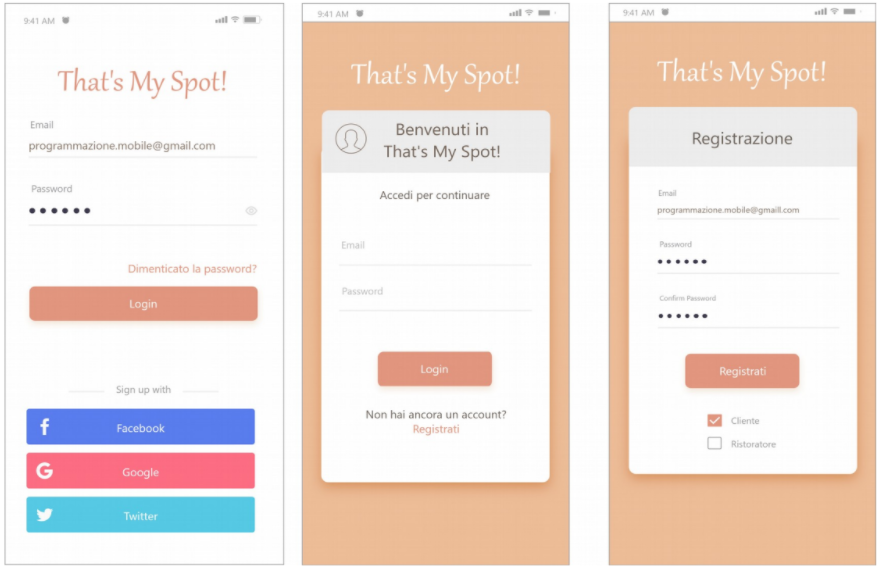 9:41 AM
That's My Spot!
Email
programmazione.mobile@gmail.com
Password
Dimenticato la password?
Login
Sign up with
Facebook
Google
Twitter
9:41 AM
That's My Spot!
Benvenuti in
That's My Spot!
Accedi per continuare
Email
Password
Login
Non hai ancora un account?
Registrati
9:41 AM
That's My Spot!
Registrazione
Email
programmazione.mobile@gmaill.com
Password
Confirm Password
Registrati
Cliente
Ristoratore